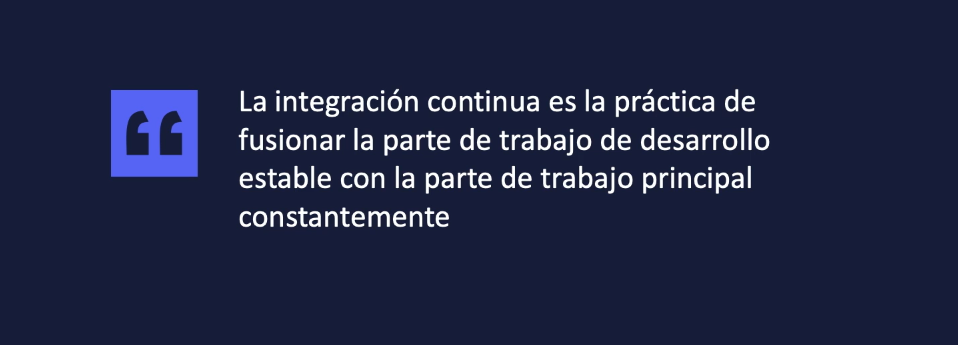 La integración continua es la práctica de
fusionar la parte de trabajo de desarrollo
estable con la parte de trabajo principal
constantemente